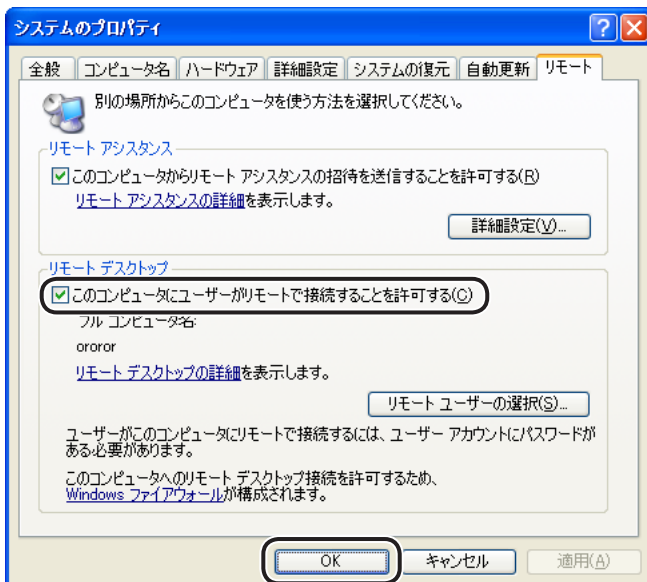 システムのプロパティ
全般 コンピュータ名 ハードウェア 詳細設定 システムの復元 自動更新 リモート
別の場所からこのコンピュータを使う方法を選択してください。
リモート アシスタンス
このコンピュータからリモート アシスタンスの招待を送信することを許可する(R)
リモート アシスタンスの詳細を表示します。
詳細設定(V)...
リモート デスクトップ
このコンピュータにユーザーがリモートで接続することを許可する(C)
フル コンピュータ名:
ororor
リモート デスクトップの詳細を表示します。
リモート ユーザーの選択(S)...
ユーザーがこのコンピュータにリモートで接続するには、ユーザー アカウントにパスワードが
ある必要があります。
このコンピュータへのリモート デスクトップ接続を許可するため、
Windows ファイアウォールが構成されます。
OK キャンセル 適用(A)